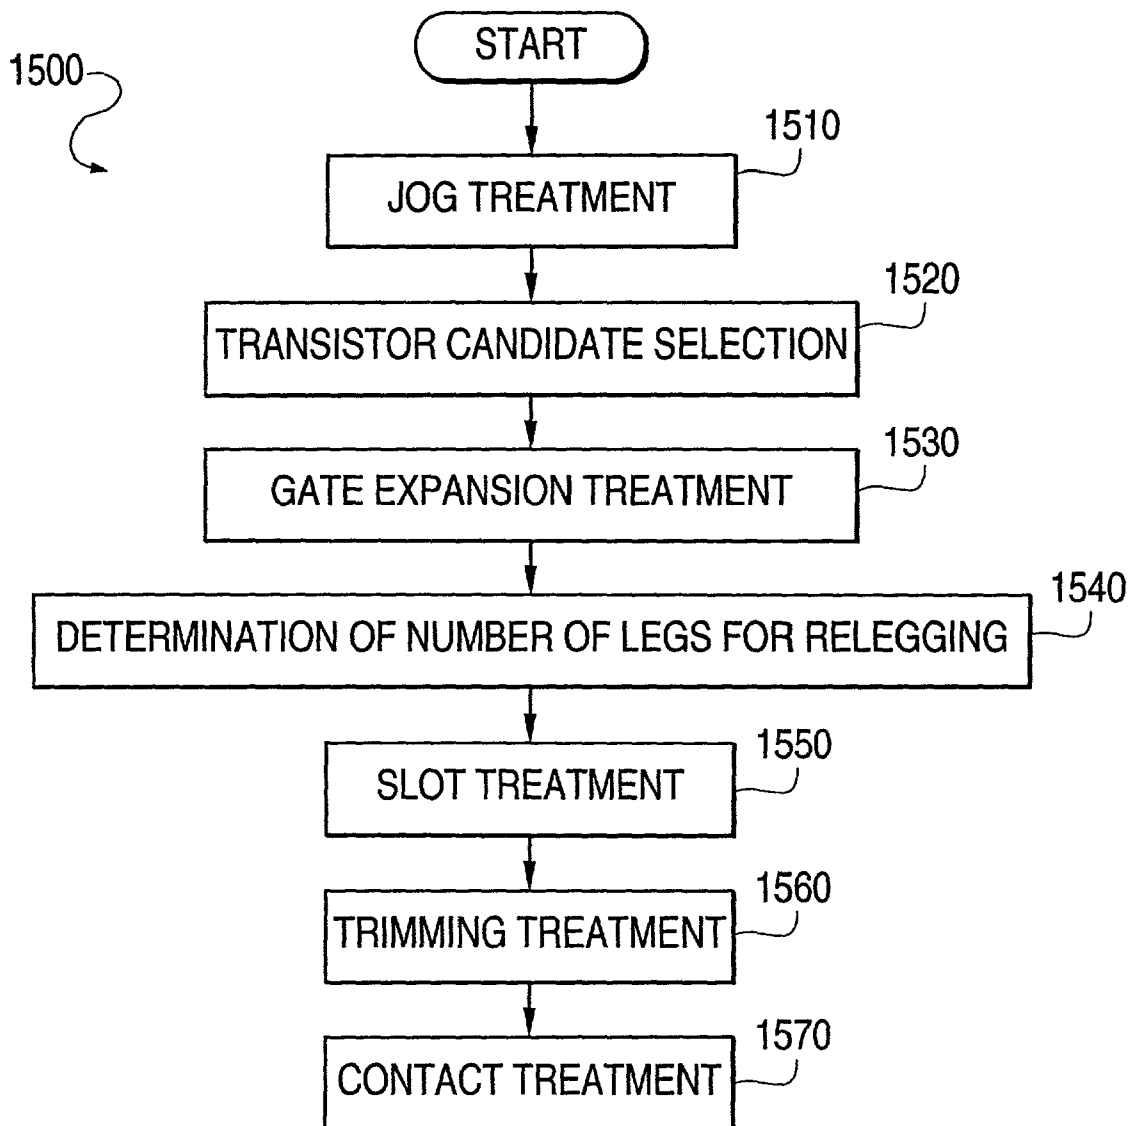 START
1500
1510
JOG TREATMENT
1520
TRANSISTOR CANDIDATE SELECTION
1530
GATE EXPANSION TREATMENT
1540
DETERMINATION OF NUMBER OF LEGS FOR RELEGGING
1550
SLOT TREATMENT
1560
TRIMMING TREATMENT
1570
CONTACT TREATMENT